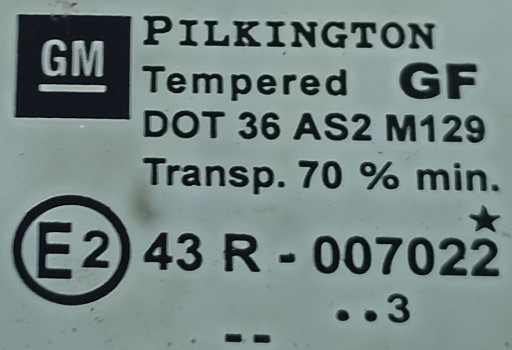 GM
PILKINGTON
Tempered GF
DOT 36 AS2 M129
Transp. 70 % min.
E2 43 R - 007022
..3
--